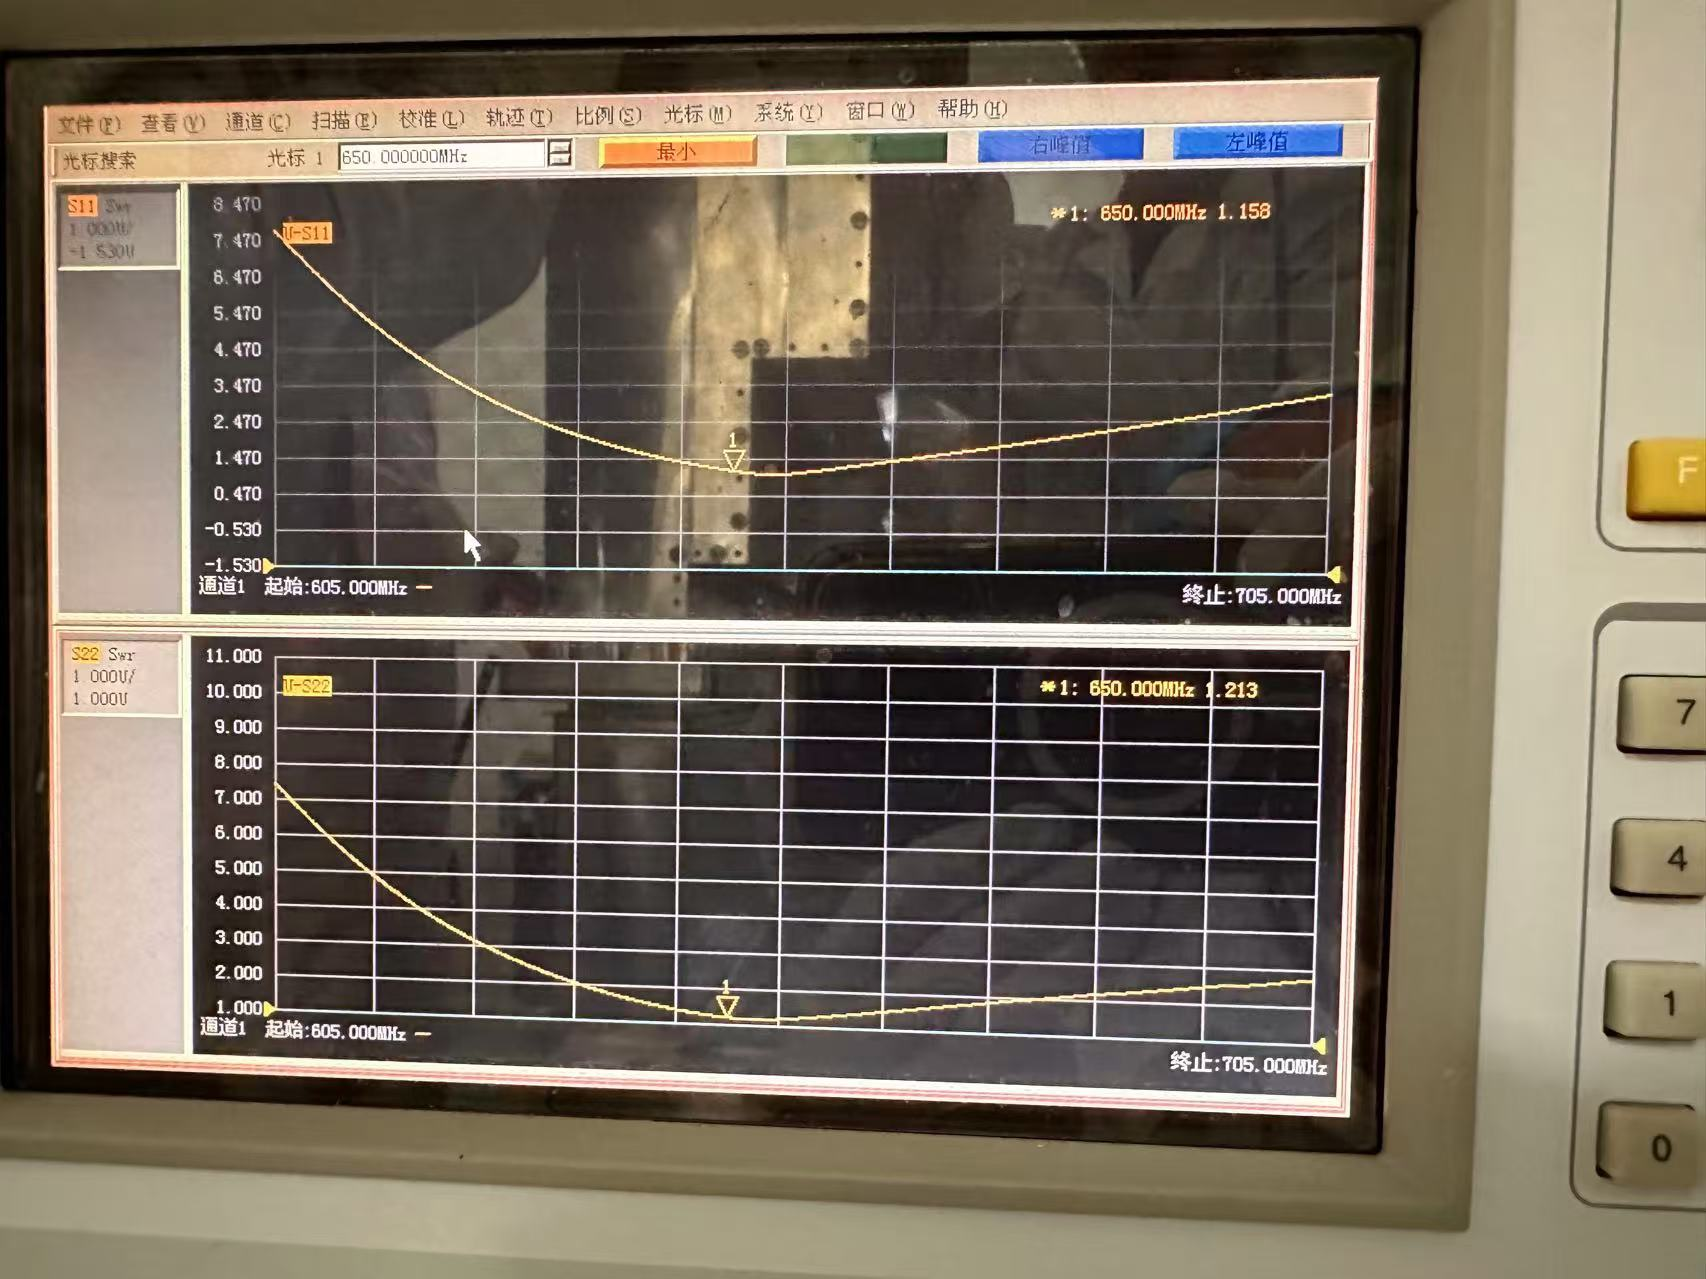 文件(F) 查看(V) 通道(C) 扫描(E) 校准(L) 轨迹(T) 比例(S) 光标(M) 系统(Y) 窗口(W) 帮助(H)
光标搜索 光标 1 650.000000MHz 最小 右峰值 左峰值
S11 Swr
1.000U/
-1.530U
8.470
7.470
6.470
5.470
4.470
3.470
2.470
1.470
0.470
-0.530
-1.530
U-S11
*1: 650.000MHz 1.158
1
通道1 起始:605.000MHz
终止:705.000MHz
S22 Swr
1.000U/
1.000U
11.000
10.000
9.000
8.000
7.000
6.000
5.000
4.000
3.000
2.000
1.000
U-S22
*1: 650.000MHz 1.213
1
通道1 起始:605.000MHz
终止:705.000MHz
F
7
4
1
0